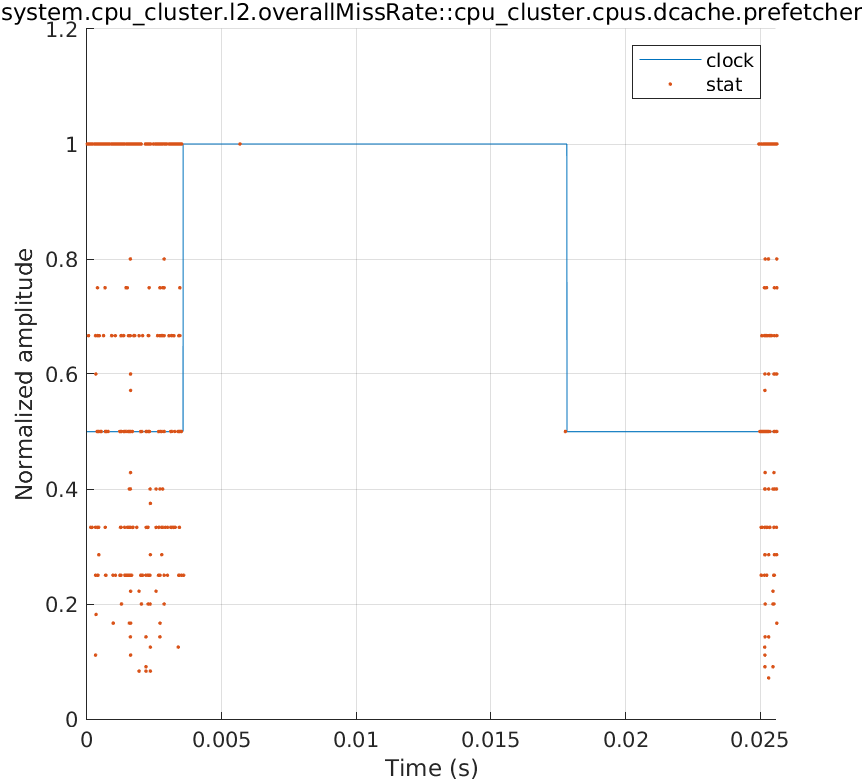 system.cpu_cluster.l2.overallMissRate::cpu_cluster.cpus.dcache.prefetcher
1.2
clock
stat
1
0.8
Normalized amplitude
0.6
0.4
0.2
0
0
0.005
0.01
0.015
0.02
0.025
Time (s)